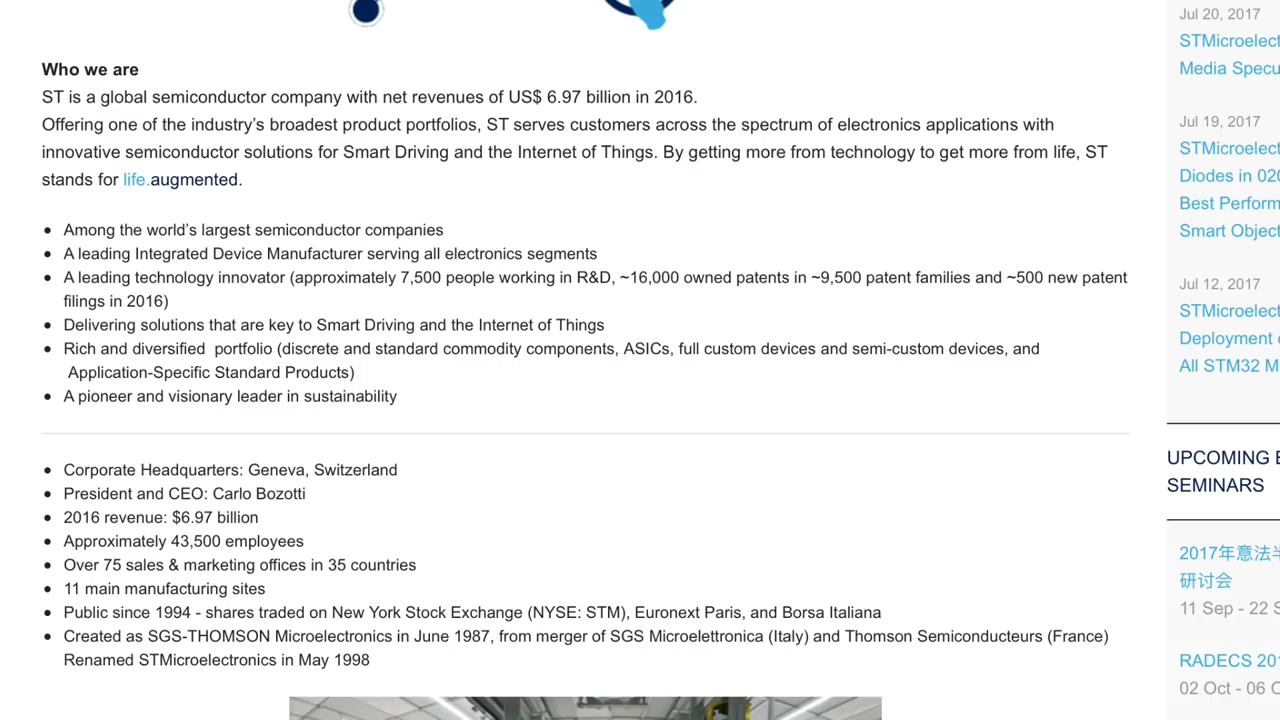 Who we are
ST is a global semiconductor company with net revenues of US$ 6.97 billion in 2016.
Offering one of the industry’s broadest product portfolios, ST serves customers across the spectrum of electronics applications with
innovative semiconductor solutions for Smart Driving and the Internet of Things. By getting more from technology to get more from life, ST
stands for life.augmented.
Among the world’s largest semiconductor companies
A leading Integrated Device Manufacturer serving all electronics segments
A leading technology innovator (approximately 7,500 people working in R&D, ~16,000 owned patents in ~9,500 patent families and ~500 new patent
filings in 2016)
Delivering solutions that are key to Smart Driving and the Internet of Things
Rich and diversified portfolio (discrete and standard commodity components, ASICs, full custom devices and semi-custom devices, and
Application-Specific Standard Products)
A pioneer and visionary leader in sustainability
Corporate Headquarters: Geneva, Switzerland
President and CEO: Carlo Bozotti
2016 revenue: $6.97 billion
Approximately 43,500 employees
Over 75 sales & marketing offices in 35 countries
11 main manufacturing sites
Public since 1994 - shares traded on New York Stock Exchange (NYSE: STM), Euronext Paris, and Borsa Italiana
Created as SGS-THOMSON Microelectronics in June 1987, from merger of SGS Microelettronica (Italy) and Thomson Semiconducteurs (France)
Renamed STMicroelectronics in May 1998
Jul 20, 2017
STMicroelect
Media Specu
Jul 19, 2017
STMicroelect
Diodes in 020
Best Perform
Smart Object
Jul 12, 2017
STMicroelect
Deployment
All STM32 M
UPCOMING E
SEMINARS
2017年意法半
研讨会
11 Sep - 22 S
RADECS 201
02 Oct - 06 O